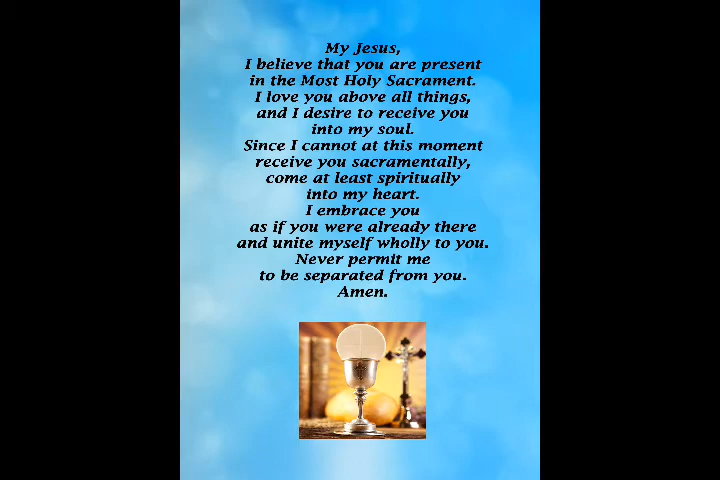 My Jesus,
I believe that you are present
in the Most Holy Sacrament.
I love you above all things,
and I desire to receive you
into my soul.
Since I cannot at this moment
receive you sacramentally,
come at least spiritually
into my heart.
I embrace you
as if you were already there
and unite myself wholly to you.
Never permit me
to be separated from you.
Amen.